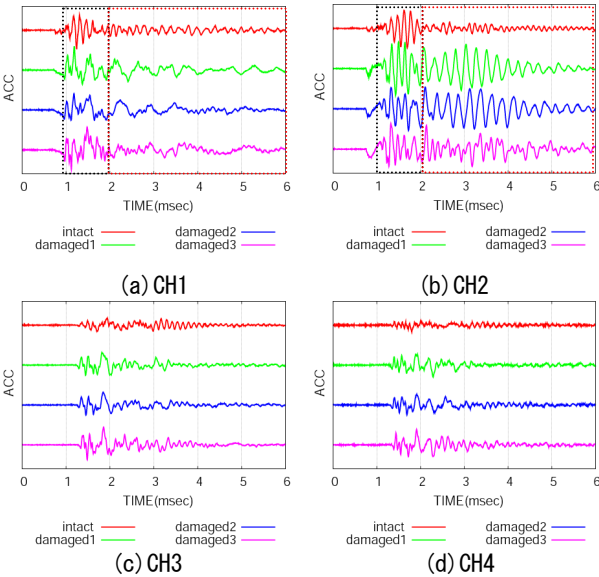 ACC
0 1 2 3 4 5 6
TIME(msec)
intact damaged2
damaged1 damaged3
(a) CH1
ACC
0 1 2 3 4 5 6
TIME(msec)
intact damaged2
damaged1 damaged3
(b) CH2
ACC
0 1 2 3 4 5 6
TIME(msec)
intact damaged2
damaged1 damaged3
(c) CH3
ACC
0 1 2 3 4 5 6
TIME(msec)
intact damaged2
damaged1 damaged3
(d) CH4